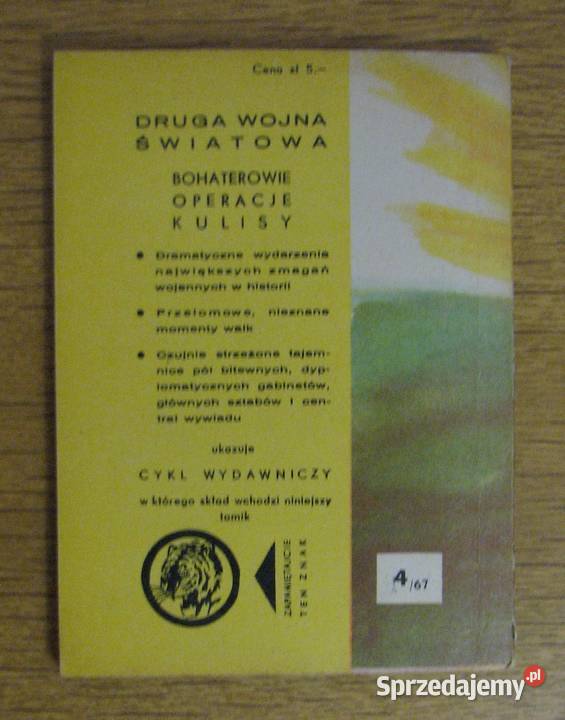 Cena zł 5.—
DRUGA WOJNA
ŚWIATOWA
BOHATEROWIE
OPERACJE
KULISY
• Dramatyczne wydarzenia
największych zmagań
wojennych w historii
• Przełomowe, nieznane
momenty walk
• Czujnie strzeżone tajem-
nice pól bitewnych, dyp-
lomatycznych gabinetów,
głównych sztabów i cen-
tral wywiadu
ukazuje
CYKL WYDAWNICZY
w którego skład wchodzi niniejszy
tomik
ZAPAMIĘTAJCIE
TEN ZNAK
4/67
Sprzedajemy.pl